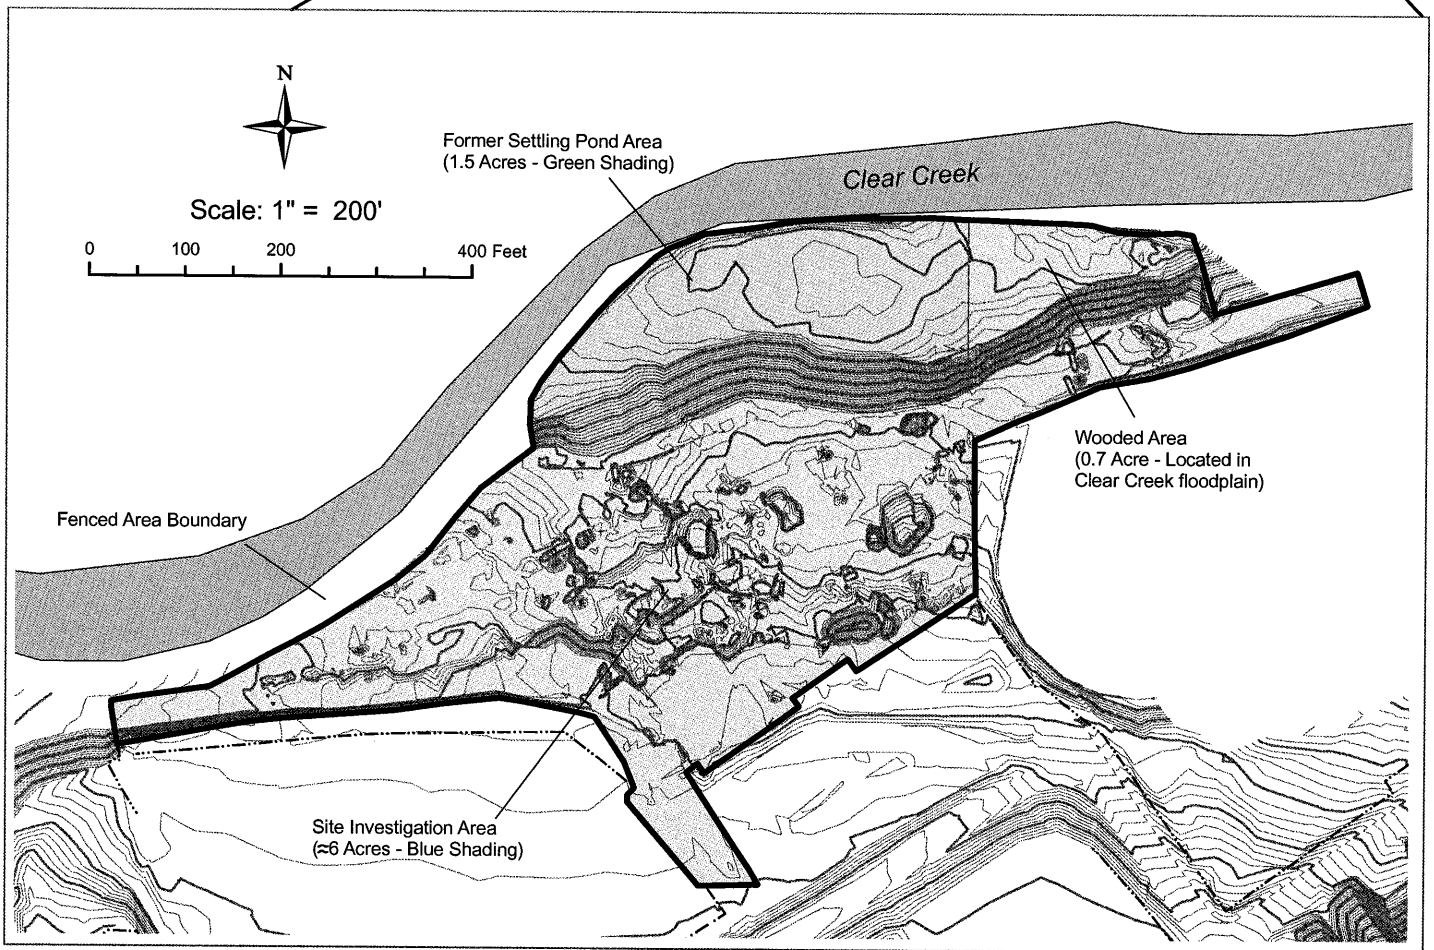 N
Former Settling Pond Area
(1.5 Acres - Green Shading)
Clear Creek
Scale: 1" = 200'
0 100 200 400 Feet
Wooded Area
(0.7 Acre - Located in
Clear Creek floodplain)
Fenced Area Boundary
Site Investigation Area
(≈6 Acres - Blue Shading)